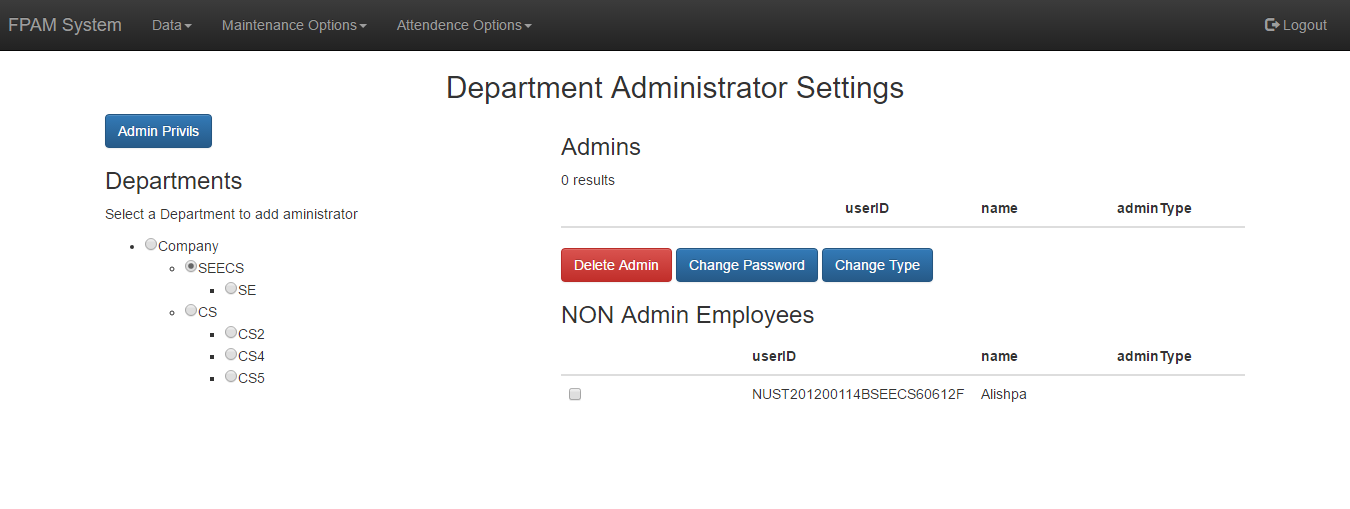 FPAM System Data Maintenance Options Attendence Options Logout
Department Administrator Settings
Admin Privils
Departments
Select a Department to add aministrator
Company
SEECS
SE
CS
CS2
CS4
CS5
Admins
0 results
userID name adminType
Delete Admin Change Password Change Type
NON Admin Employees
userID name adminType
NUST201200114BSEECS60612F Alishpa